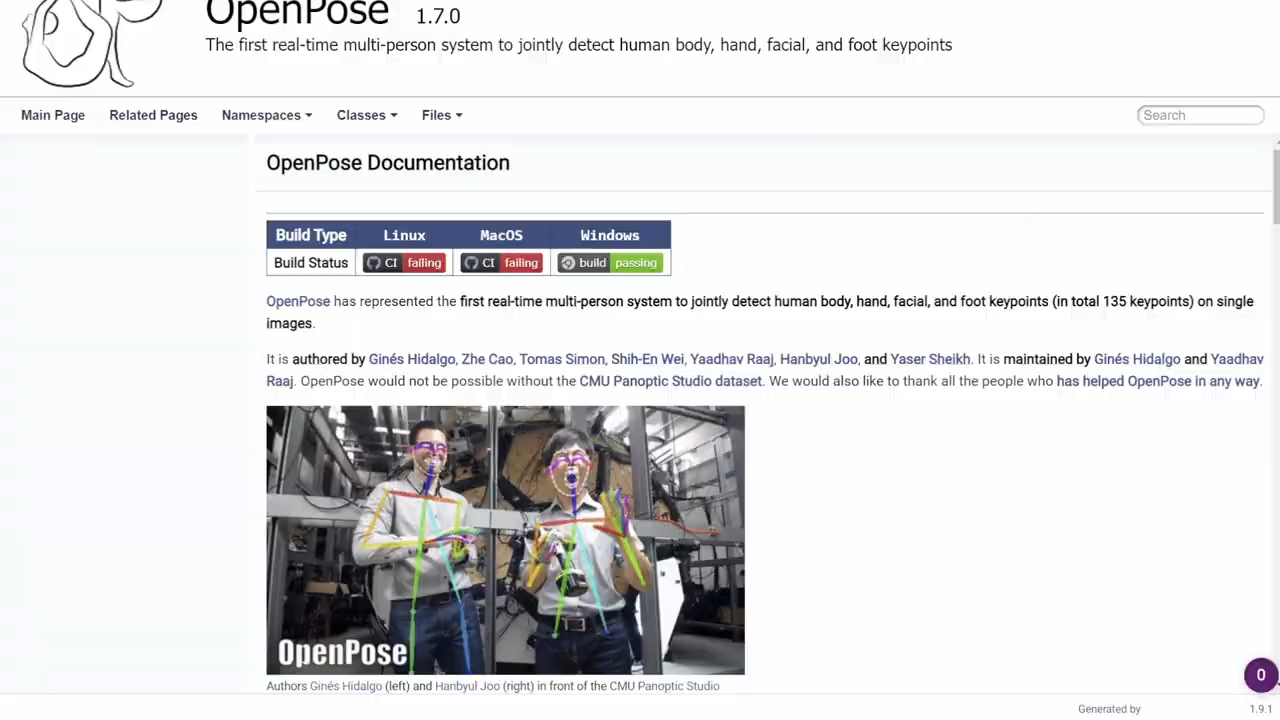 OpenPose 1.7.0
The first real-time multi-person system to jointly detect human body, hand, facial, and foot keypoints
Main Page Related Pages Namespaces Classes Files Search
OpenPose Documentation
Build Type Linux MacOS Windows
Build Status CI failing CI failing build passing
OpenPose has represented the first real-time multi-person system to jointly detect human body, hand, facial, and foot keypoints (in total 135 keypoints) on single
images.
It is authored by Ginés Hidalgo, Zhe Cao, Tomas Simon, Shih-En Wei, Yaadhav Raaj, Hanbyul Joo, and Yaser Sheikh. It is maintained by Ginés Hidalgo and Yaadhav
Raaj. OpenPose would not be possible without the CMU Panoptic Studio dataset. We would also like to thank all the people who has helped OpenPose in any way.
OpenPose
Authors Ginés Hidalgo (left) and Hanbyul Joo (right) in front of the CMU Panoptic Studio
0
Generated by 1.9.1